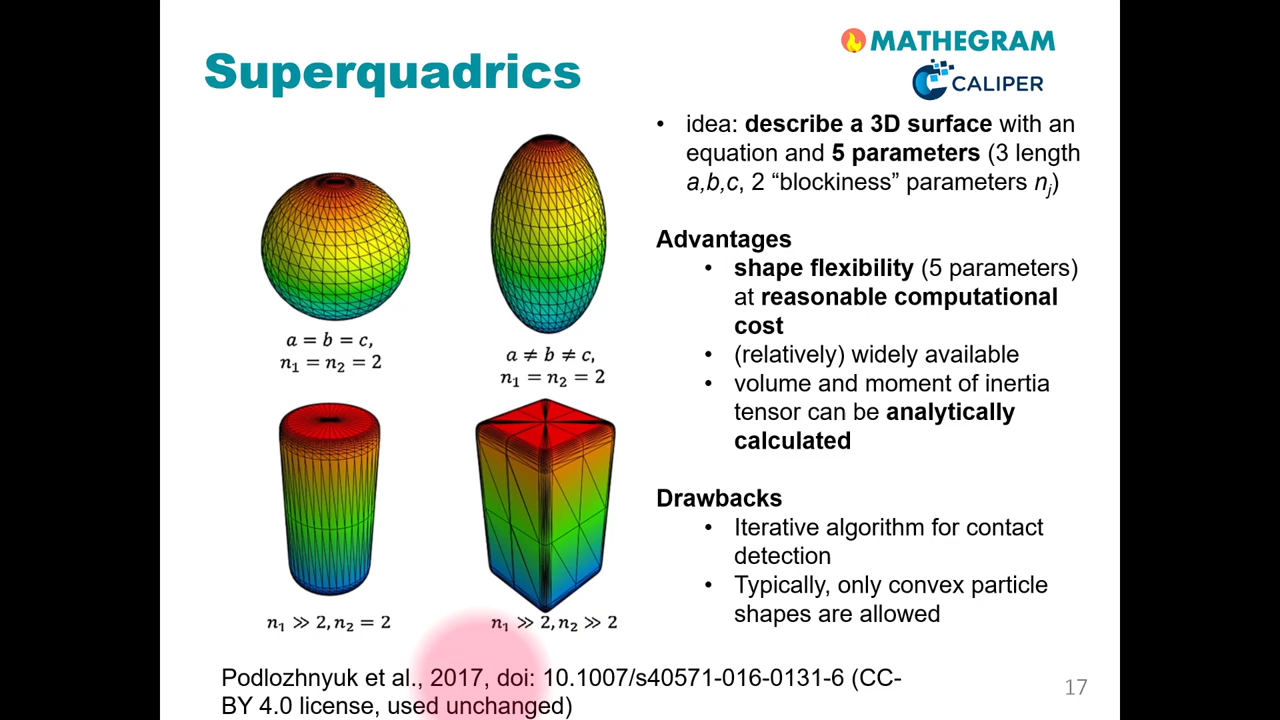 MATHEGRAM
CALIPER
Superquadrics
• idea: describe a 3D surface with an
equation and 5 parameters (3 length
a,b,c, 2 “blockiness” parameters nj)
Advantages
• shape flexibility (5 parameters)
at reasonable computational
cost
• (relatively) widely available
• volume and moment of inertia
tensor can be analytically
calculated
Drawbacks
• Iterative algorithm for contact
detection
• Typically, only convex particle
shapes are allowed
a = b = c,
n₁ = n₂ = 2
a ≠ b ≠ c,
n₁ = n₂ = 2
n₁ ≫ 2, n₂ = 2
n₁ ≫ 2, n₂ ≫ 2
Podlozhnyuk et al., 2017, doi: 10.1007/s40571-016-0131-6 (CC-
BY 4.0 license, used unchanged)
17